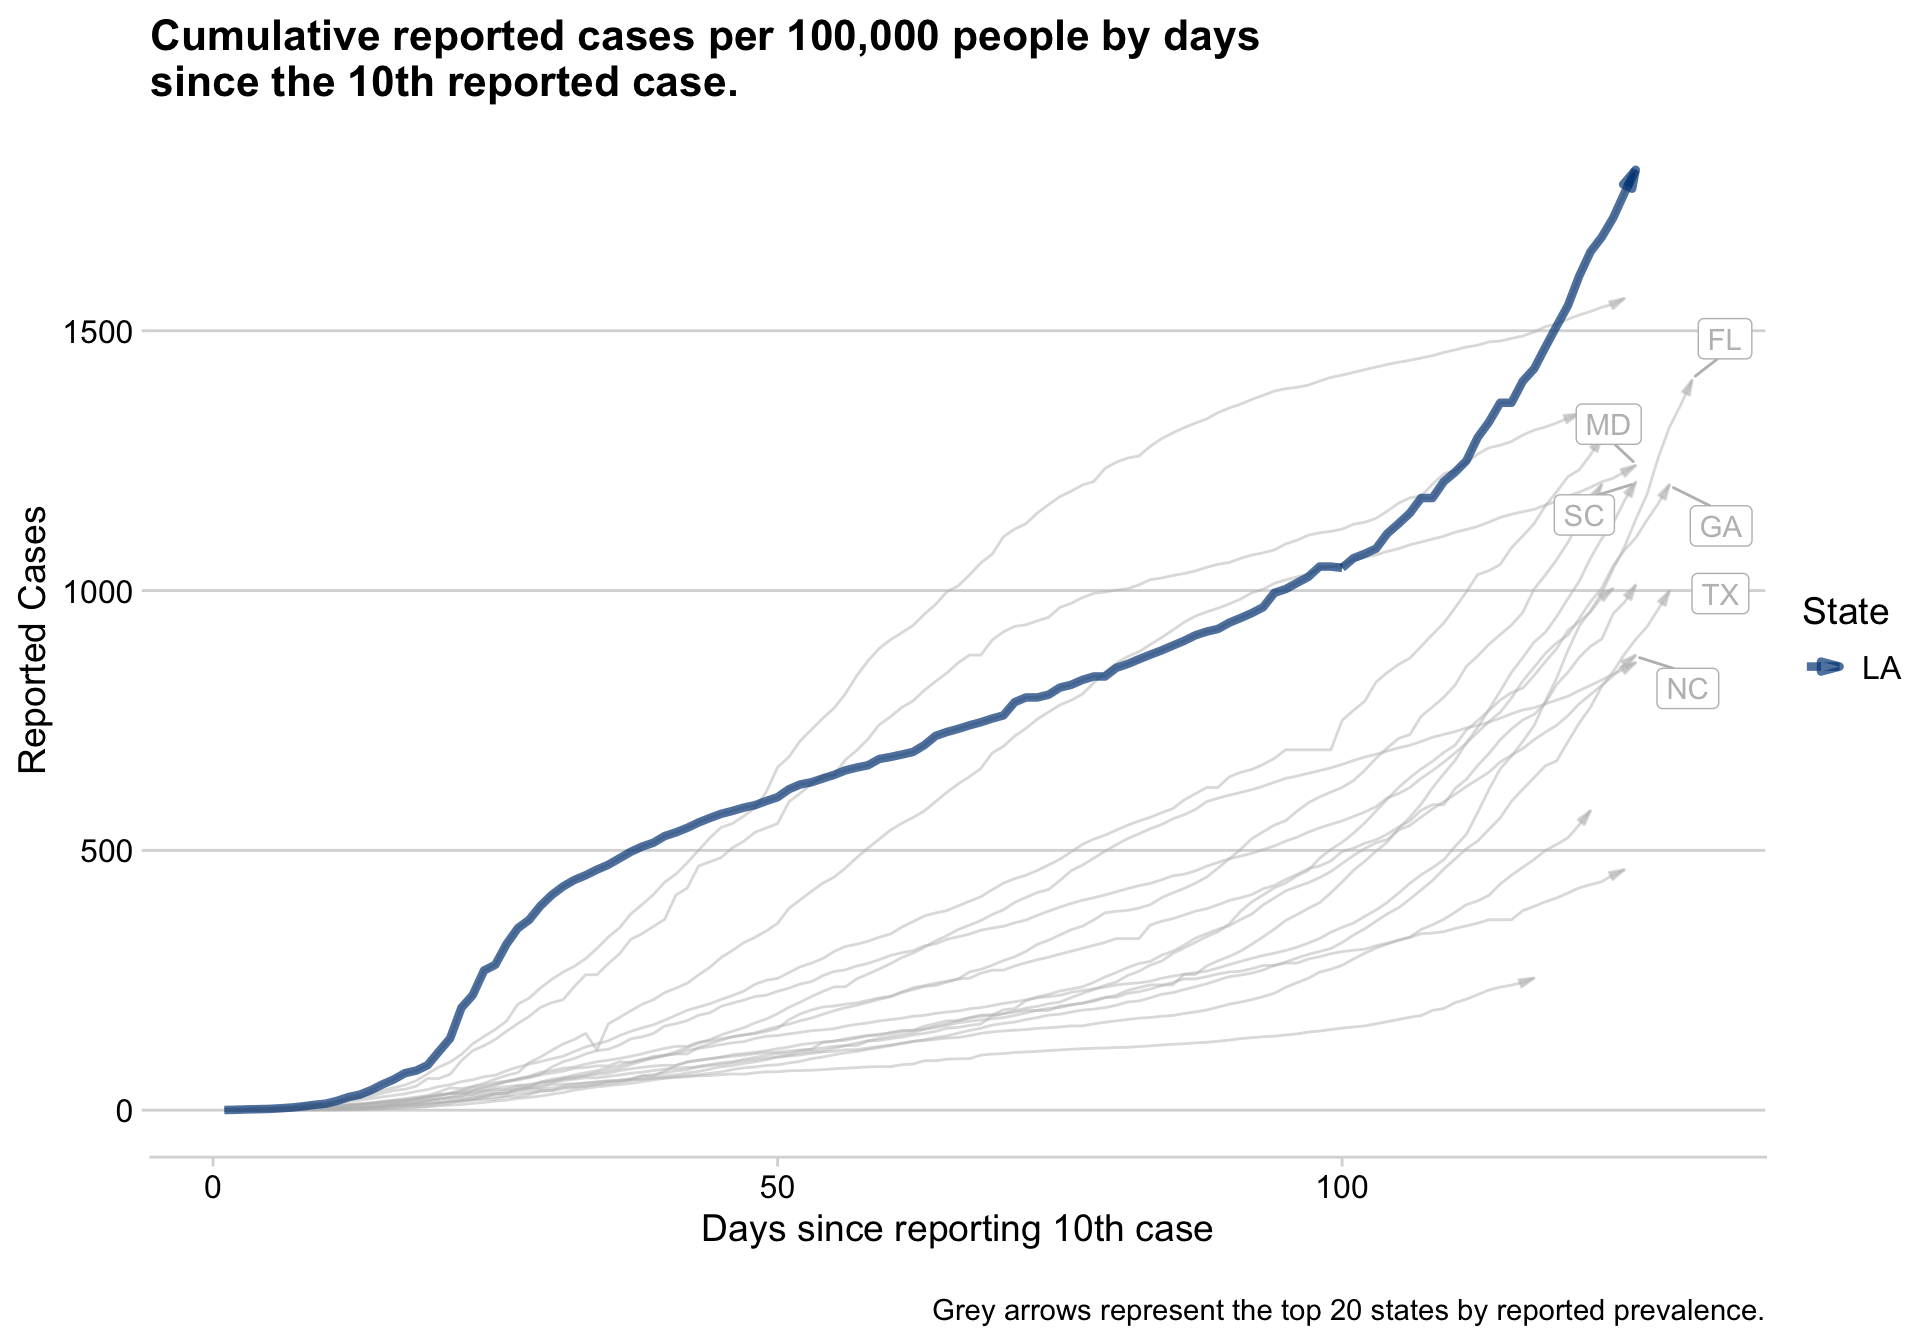 Cumulative reported cases per 100,000 people by days
since the 10th reported case.
Reported Cases
1500
1000
500
0
FL
MD
SC
GA
TX
NC
State
LA
0
50
100
Days since reporting 10th case
Grey arrows represent the top 20 states by reported prevalence.